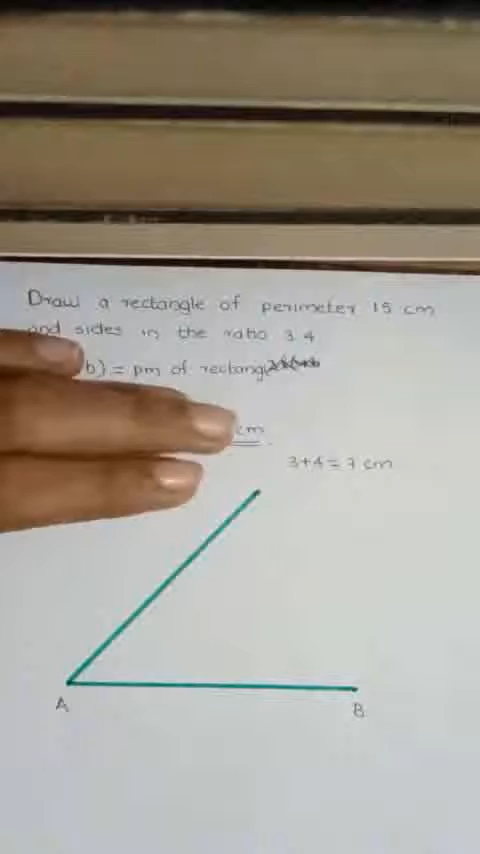 Draw a rectangle of perimeter 15 cm
and sides in the ratio 3:4
b) = pm of rectangle
cm
3+4=7 cm
A
B